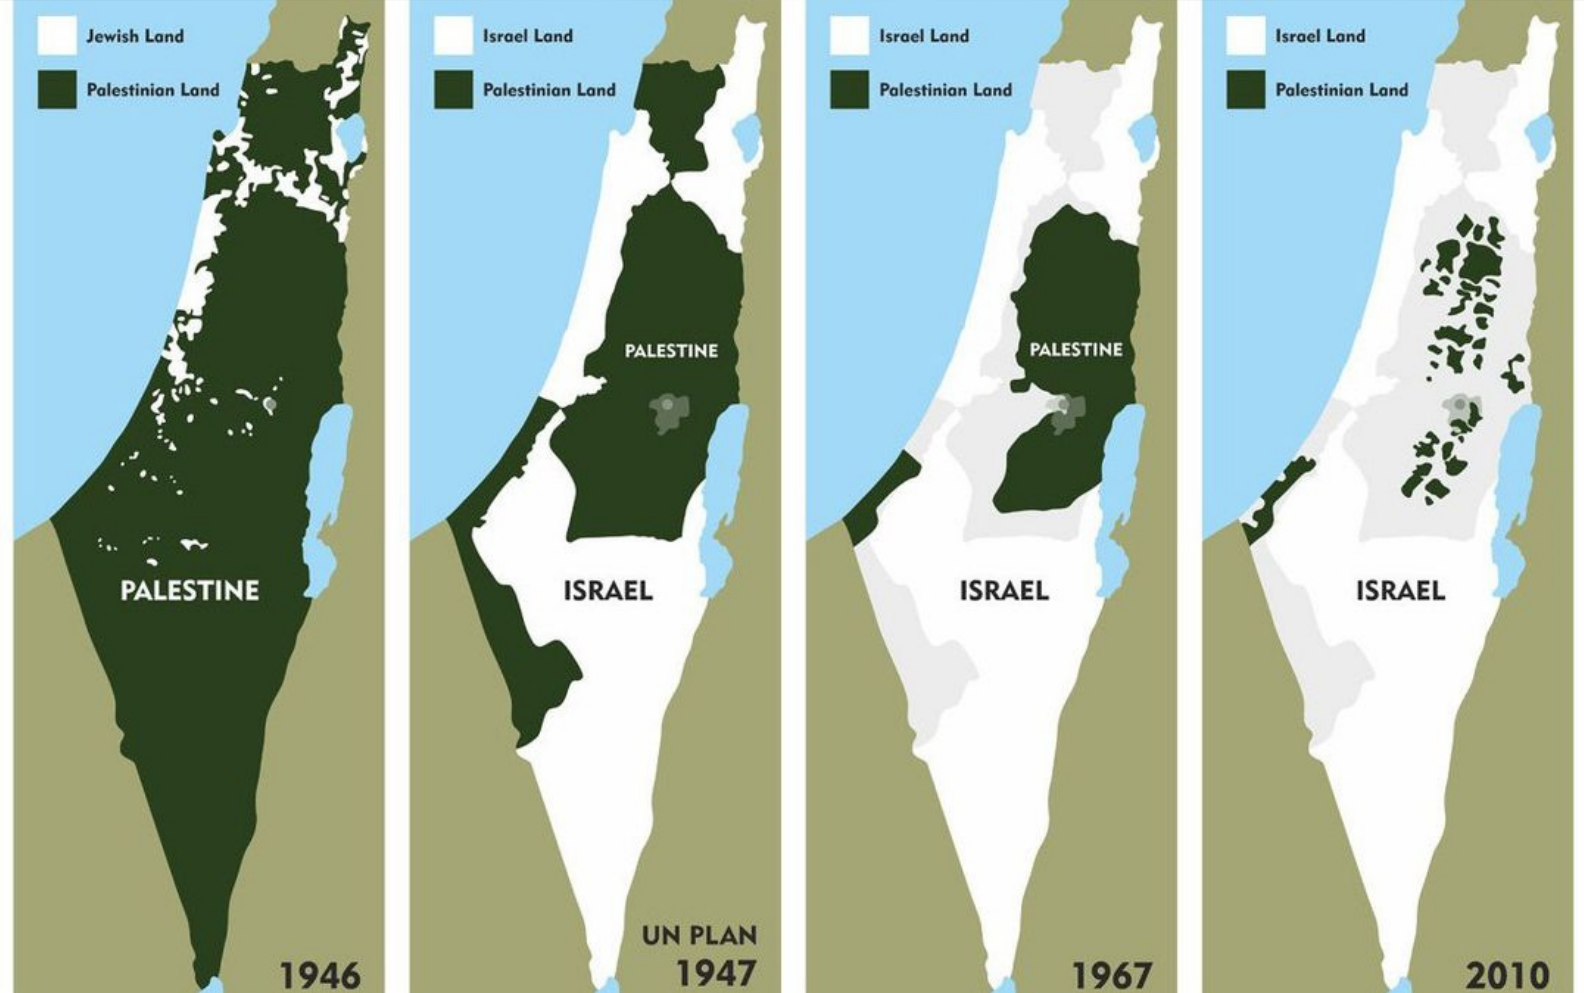 Jewish Land
Palestinian Land
PALESTINE
1946
Israel Land
Palestinian Land
PALESTINE
ISRAEL
UN PLAN
1947
Israel Land
Palestinian Land
PALESTINE
ISRAEL
1967
Israel Land
Palestinian Land
ISRAEL
2010